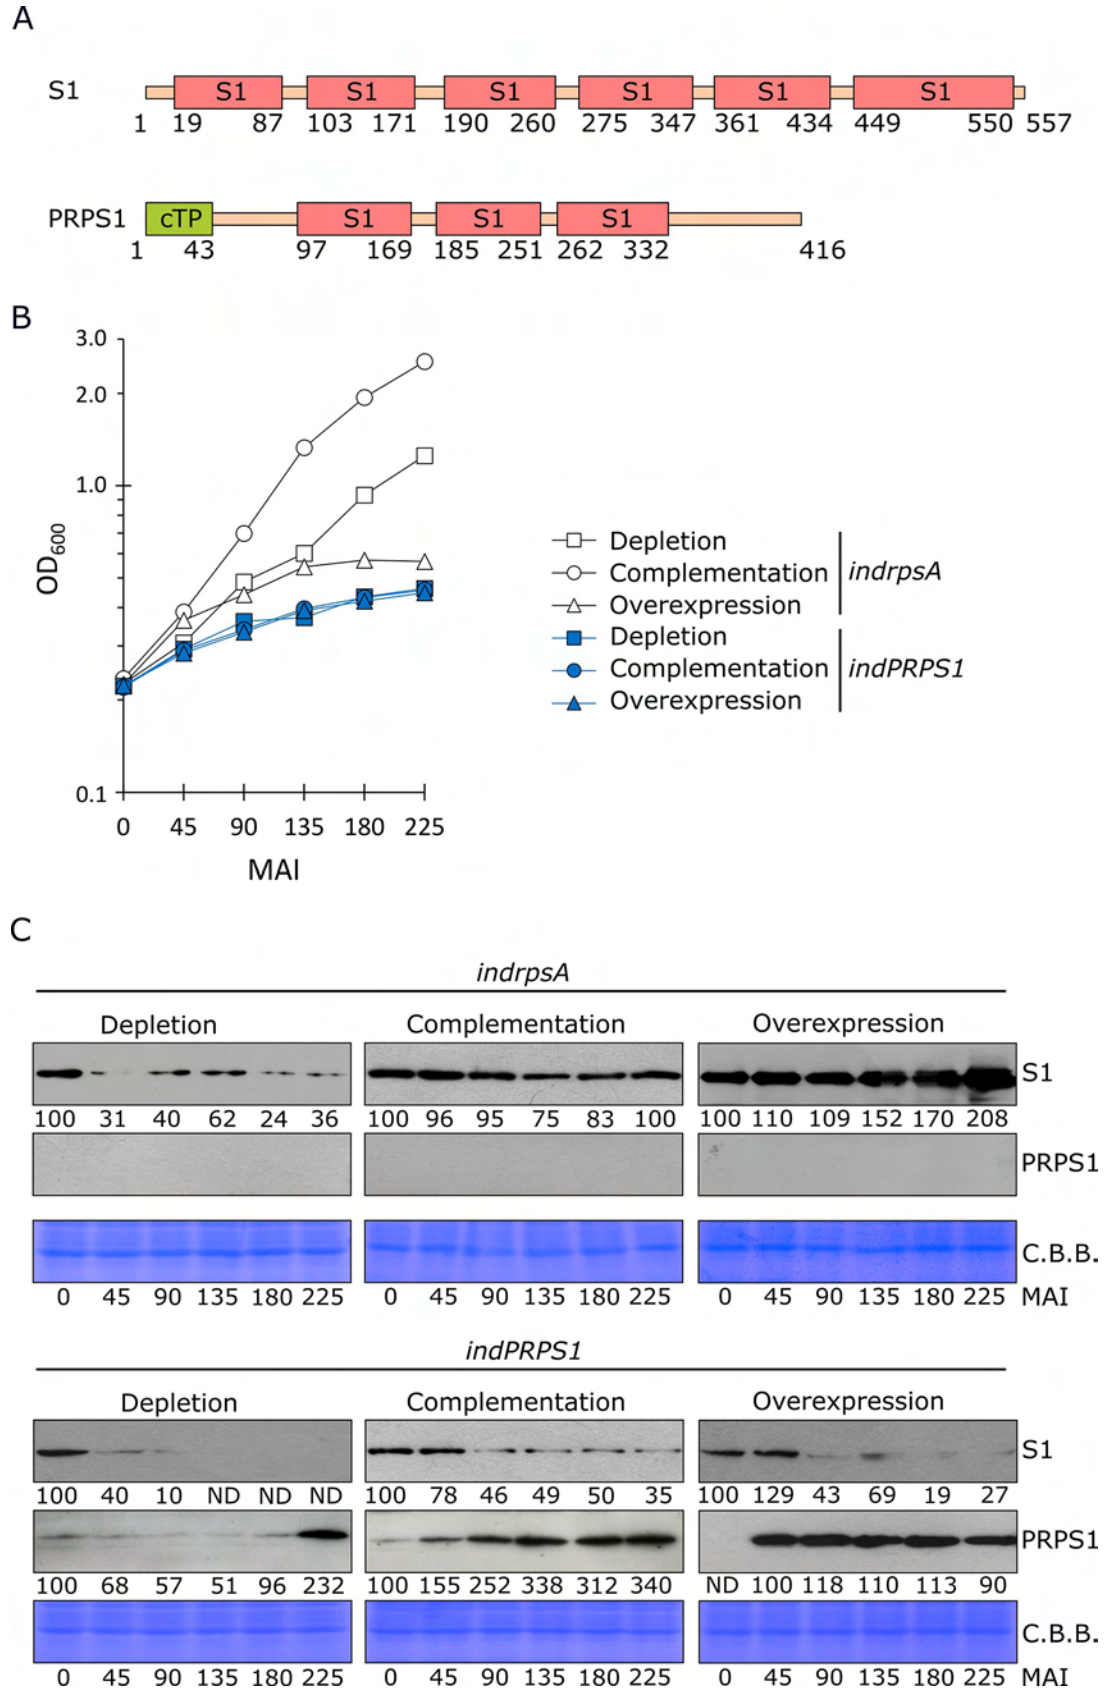 A
S1 S1 S1 S1 S1 S1 S1
1 19 87 103 171 190 260 275 347 361 434 449 550 557
PRPS1 cTP S1 S1 S1
1 43 97 169 185 251 262 332 416
B
3.0
2.0
1.0
0.1
OD600
0 45 90 135 180 225
MAI
Depletion
Complementation
Overexpression
indrpsA
Depletion
Complementation
Overexpression
indPRPS1
C
indrpsA
Depletion Complementation Overexpression
S1
100 31 40 62 24 36 100 96 95 75 83 100 100 110 109 152 170 208
PRPS1
C.B.B.
0 45 90 135 180 225 0 45 90 135 180 225 0 45 90 135 180 225 MAI
indPRPS1
Depletion Complementation Overexpression
S1
100 40 10 ND ND ND 100 78 46 49 50 35 100 129 43 69 19 27
PRPS1
100 68 57 51 96 232 100 155 252 338 312 340 ND 100 118 110 113 90
C.B.B.
0 45 90 135 180 225 0 45 90 135 180 225 0 45 90 135 180 225 MAI